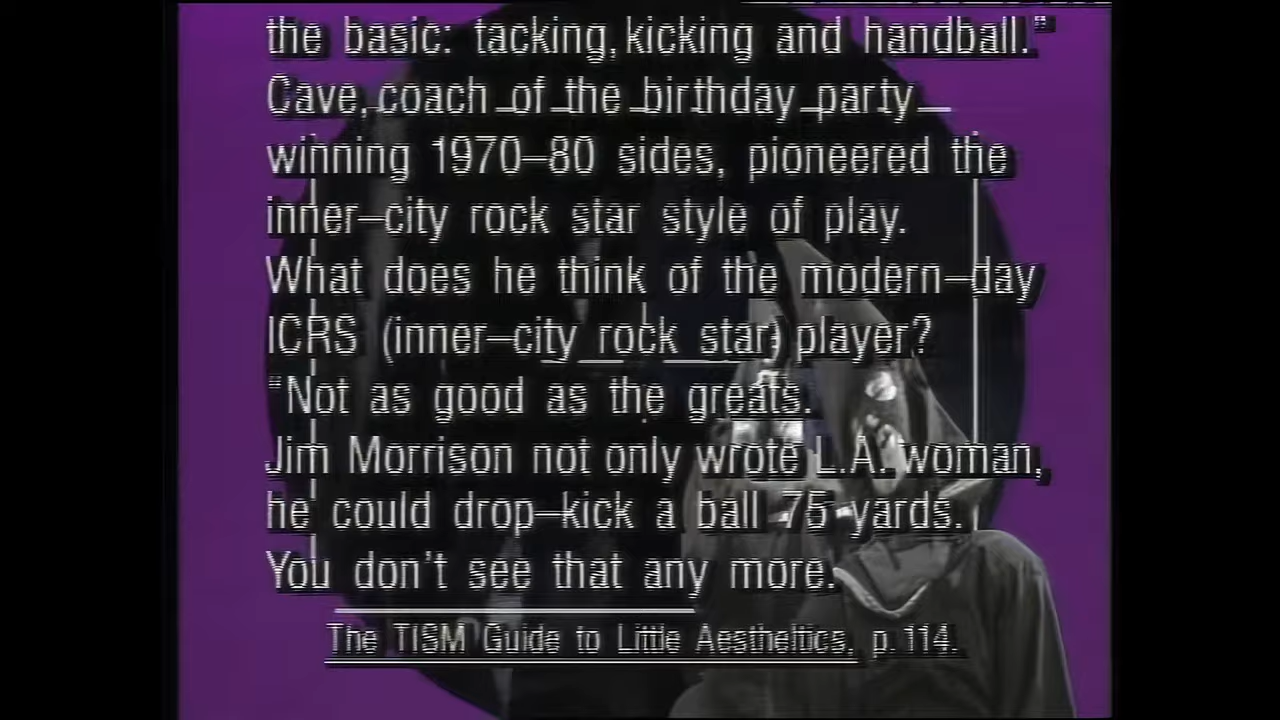 the basic: tacking, kicking and handball."
Cave, coach of the birthday party
winning 1970–80 sides, pioneered the
inner–city rock star style of play.
What does he think of the modern–day
ICRS (inner–city rock star) player?
"Not as good as the greats.
Jim Morrison not only wrote L.A. woman,
he could drop–kick a ball 75 yards.
You don't see that any more.
The TISM Guide to Little Aestheltics, p. 114.